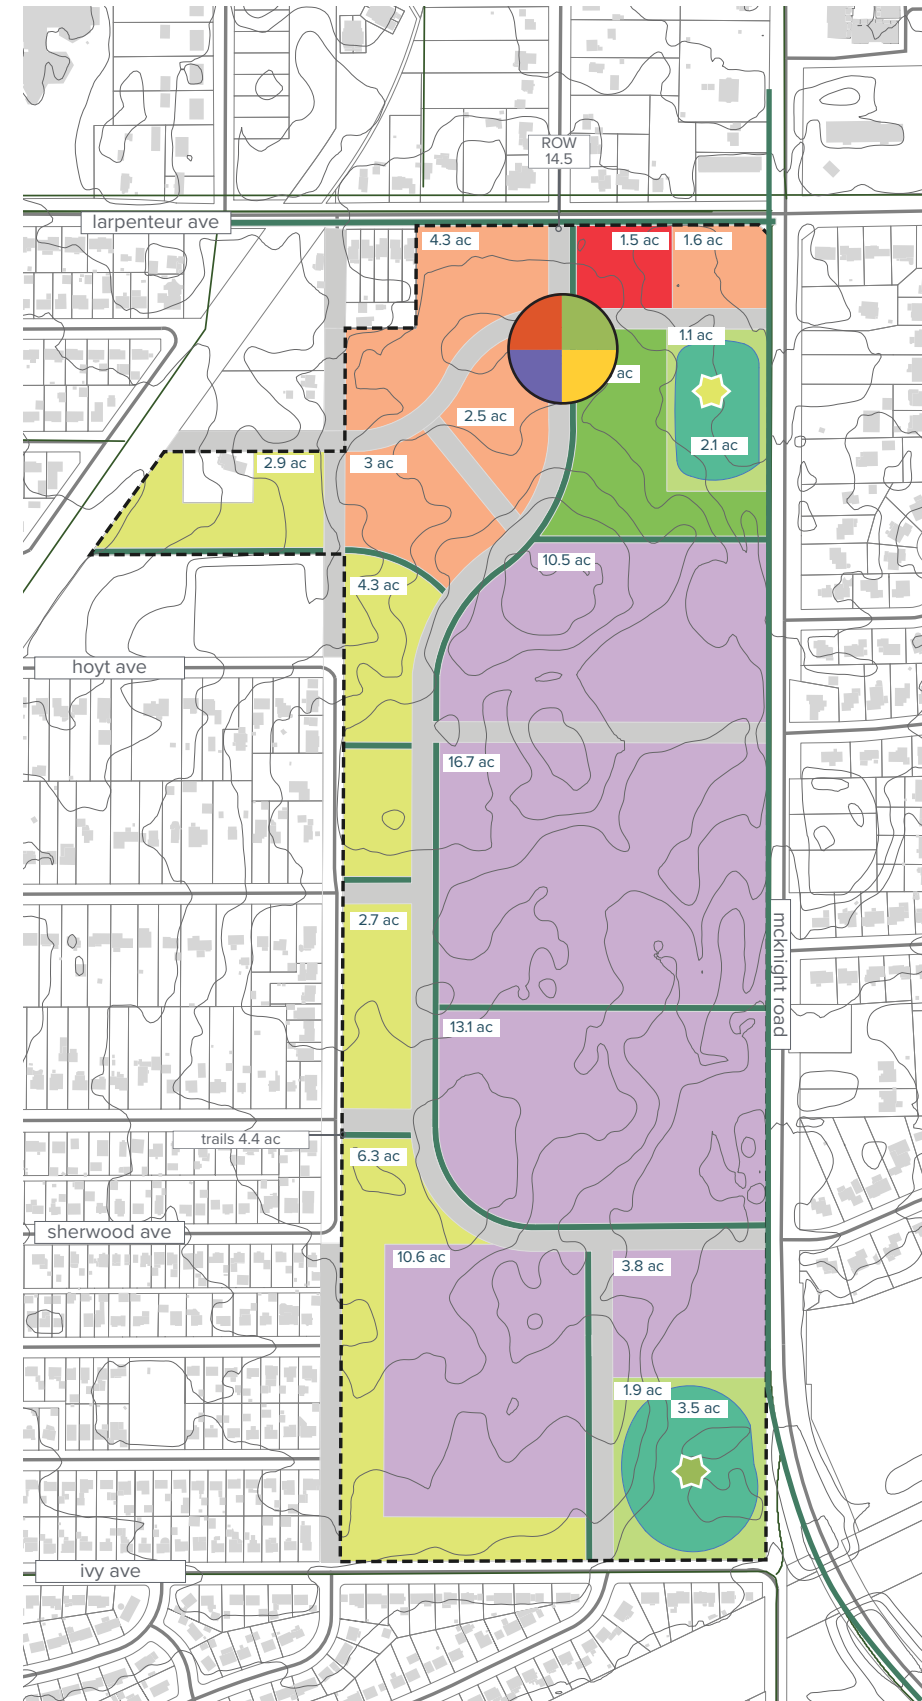 ROW
14.5
larpenteur ave
4.3 ac
1.5 ac
1.6 ac
1.1 ac
ac
2.5 ac
2.1 ac
2.9 ac
3 ac
10.5 ac
4.3 ac
hoyt ave
16.7 ac
2.7 ac
mcknight road
13.1 ac
trails 4.4 ac
6.3 ac
sherwood ave
10.6 ac
3.8 ac
1.9 ac
3.5 ac
ivy ave